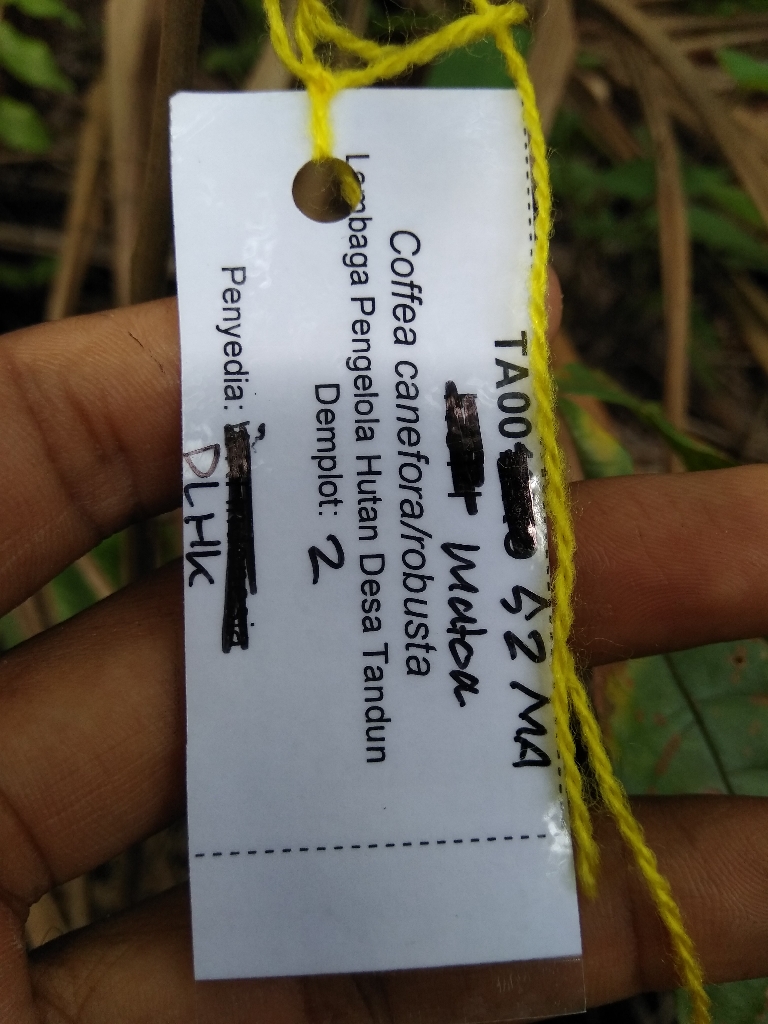 TA00 52 MA
Matoa
Coffea canefora/robusta
Lembaga Pengelola Hutan Desa Tandun
Demplot: 2
Penyedia:
DLHK